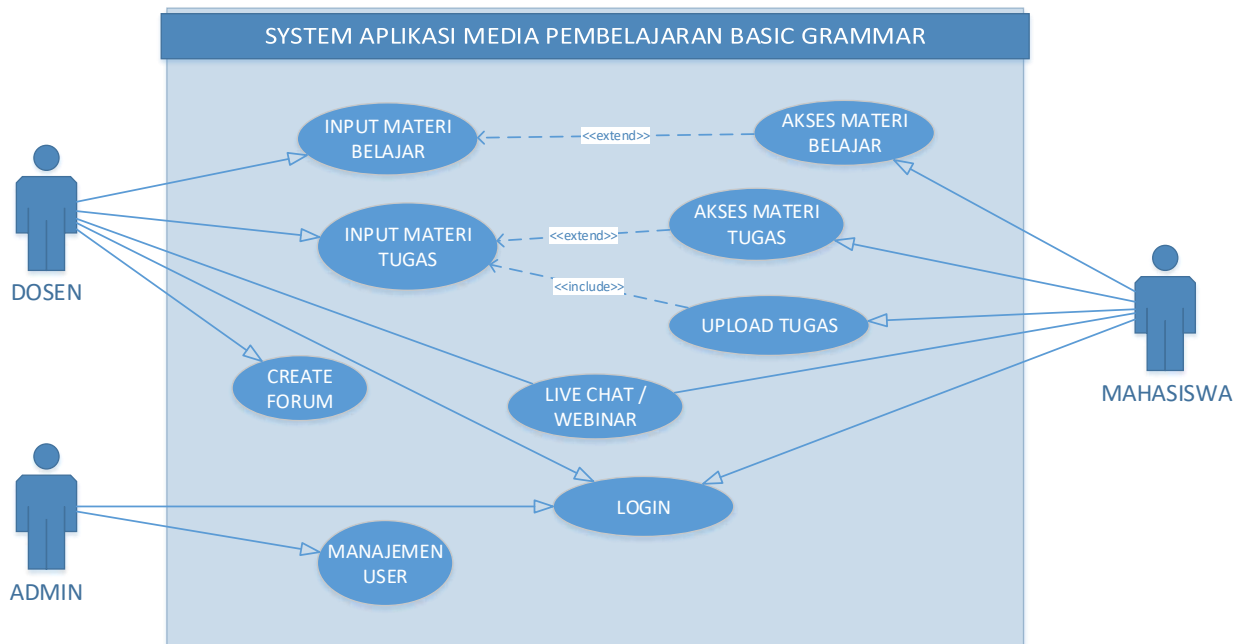 SYSTEM APLIKASI MEDIA PEMBELAJARAN BASIC GRAMMAR
INPUT MATERI
BELAJAR
<<extend>>
AKSES MATERI
BELAJAR
INPUT MATERI
TUGAS
<<extend>>
AKSES MATERI
TUGAS
<<include>>
UPLOAD TUGAS
DOSEN
CREATE
FORUM
LIVE CHAT /
WEBINAR
MAHASISWA
LOGIN
MANAJEMEN
USER
ADMIN